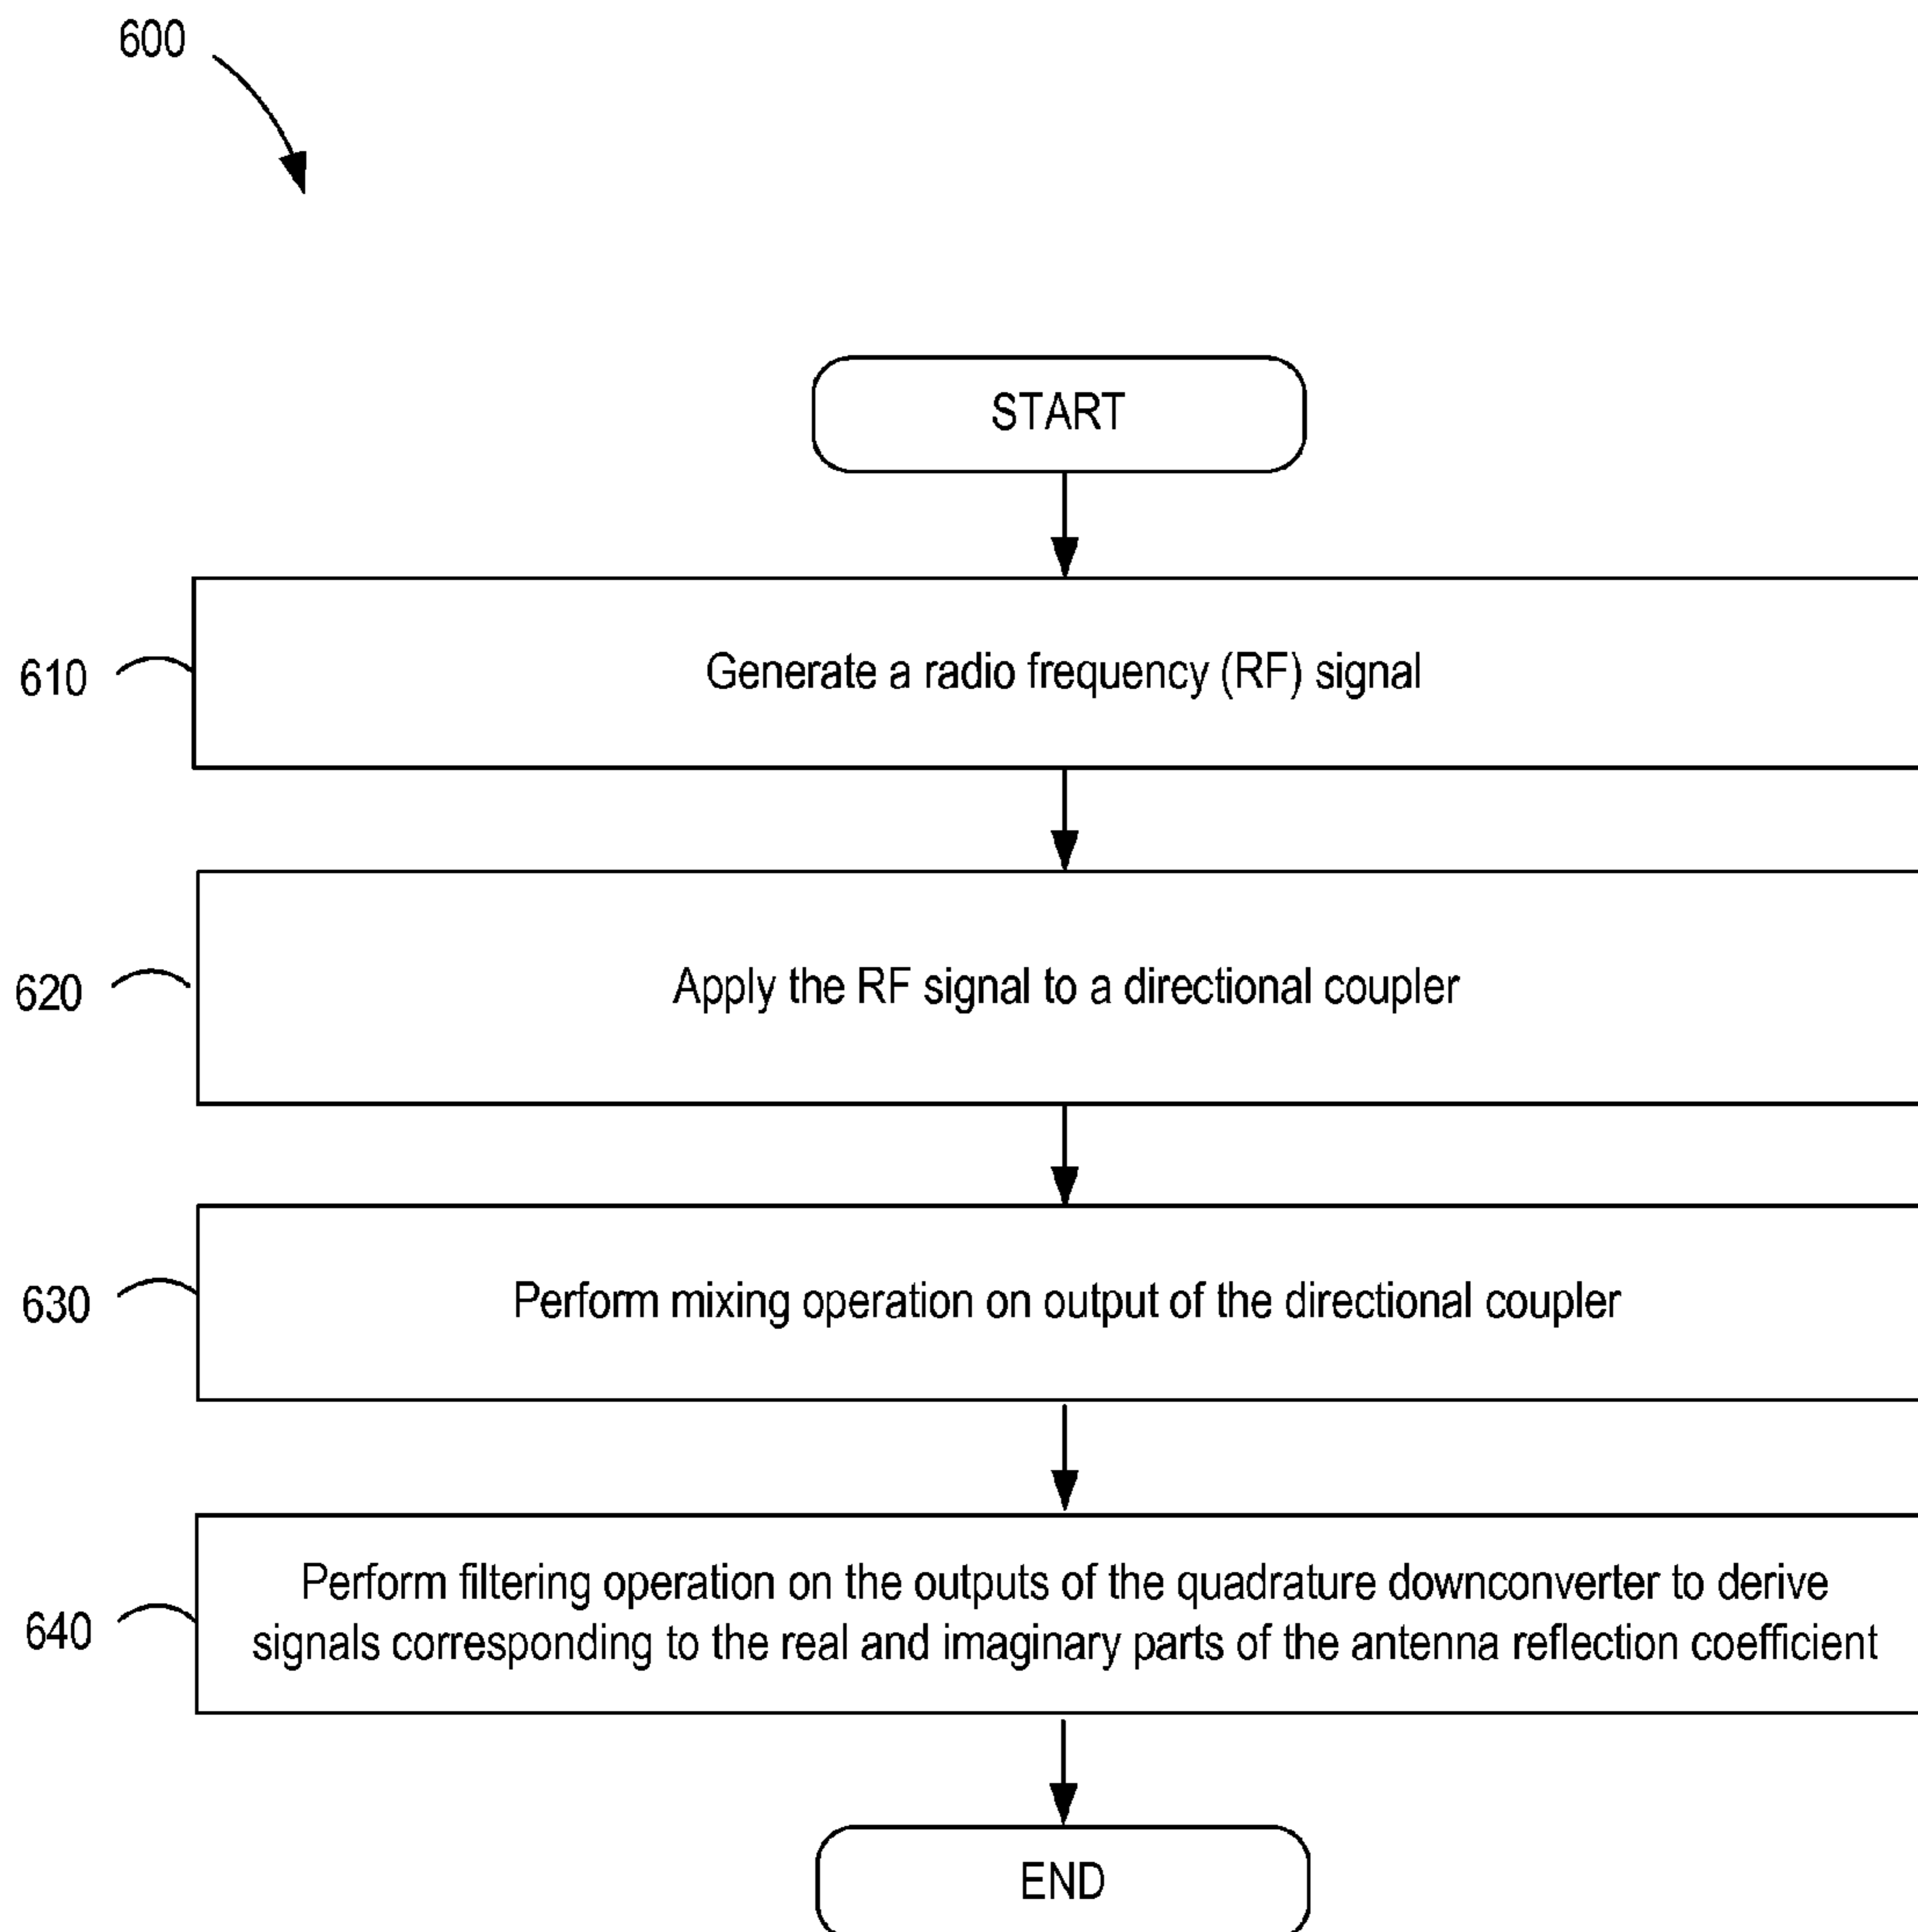 600
START
610
Generate a radio frequency (RF) signal
620
Apply the RF signal to a directional coupler
630
Perform mixing operation on output of the directional coupler
640
Perform filtering operation on the outputs of the quadrature downconverter to derive
signals corresponding to the real and imaginary parts of the antenna reflection coefficient
END